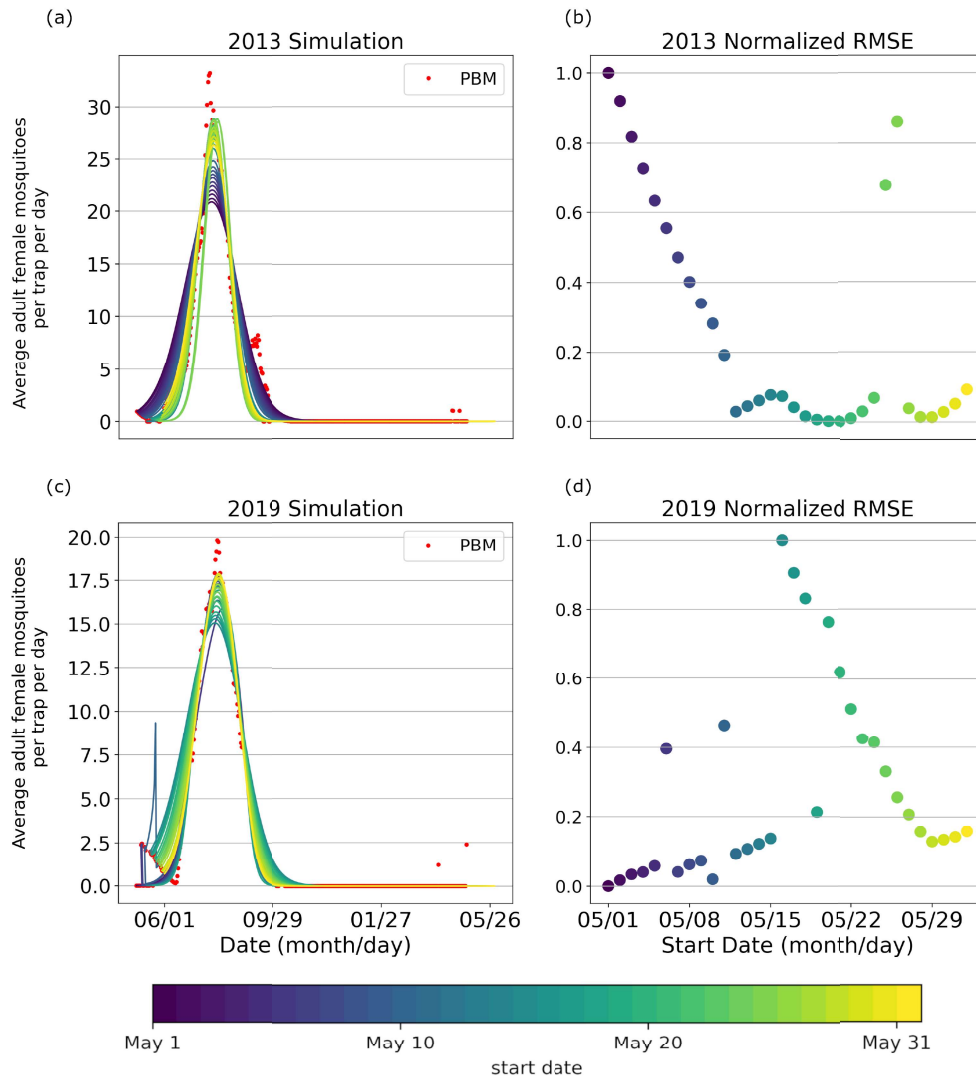 (a)
2013 Simulation
PBM
Average adult female mosquitoes
per trap per day
30
25
20
15
10
5
0
(b)
2013 Normalized RMSE
1.0
0.8
0.6
0.4
0.2
0.0
(c)
2019 Simulation
PBM
Average adult female mosquitoes
per trap per day
20.0
17.5
15.0
12.5
10.0
7.5
5.0
2.5
0.0
06/01 09/29 01/27 05/26
Date (month/day)
(d)
2019 Normalized RMSE
1.0
0.8
0.6
0.4
0.2
0.0
05/01 05/08 05/15 05/22 05/29
Start Date (month/day)
May 1 May 10 May 20 May 31
start date